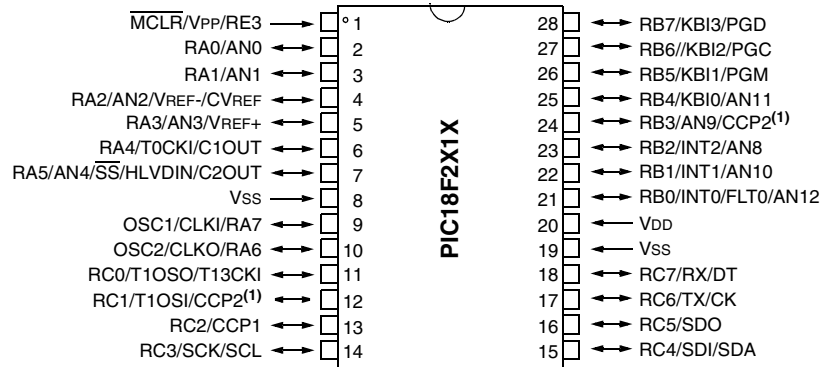 MCLR/VPP/RE3 1 28 RB7/KBI3/PGD
RA0/AN0 2 27 RB6//KBI2/PGC
RA1/AN1 3 26 RB5/KBI1/PGM
RA2/AN2/VREF-/CVREF 4 25 RB4/KBI0/AN11
RA3/AN3/VREF+ 5 24 RB3/AN9/CCP2(1)
RA4/T0CKI/C1OUT 6 23 RB2/INT2/AN8
RA5/AN4/SS/HLVDIN/C2OUT 7 22 RB1/INT1/AN10
VSS 8 21 RB0/INT0/FLT0/AN12
OSC1/CLKI/RA7 9 20 VDD
OSC2/CLKO/RA6 10 19 VSS
RC0/T1OSO/T13CKI 11 18 RC7/RX/DT
RC1/T1OSI/CCP2(1) 12 17 RC6/TX/CK
RC2/CCP1 13 16 RC5/SDO
RC3/SCK/SCL 14 15 RC4/SDI/SDA
PIC18F2X1X